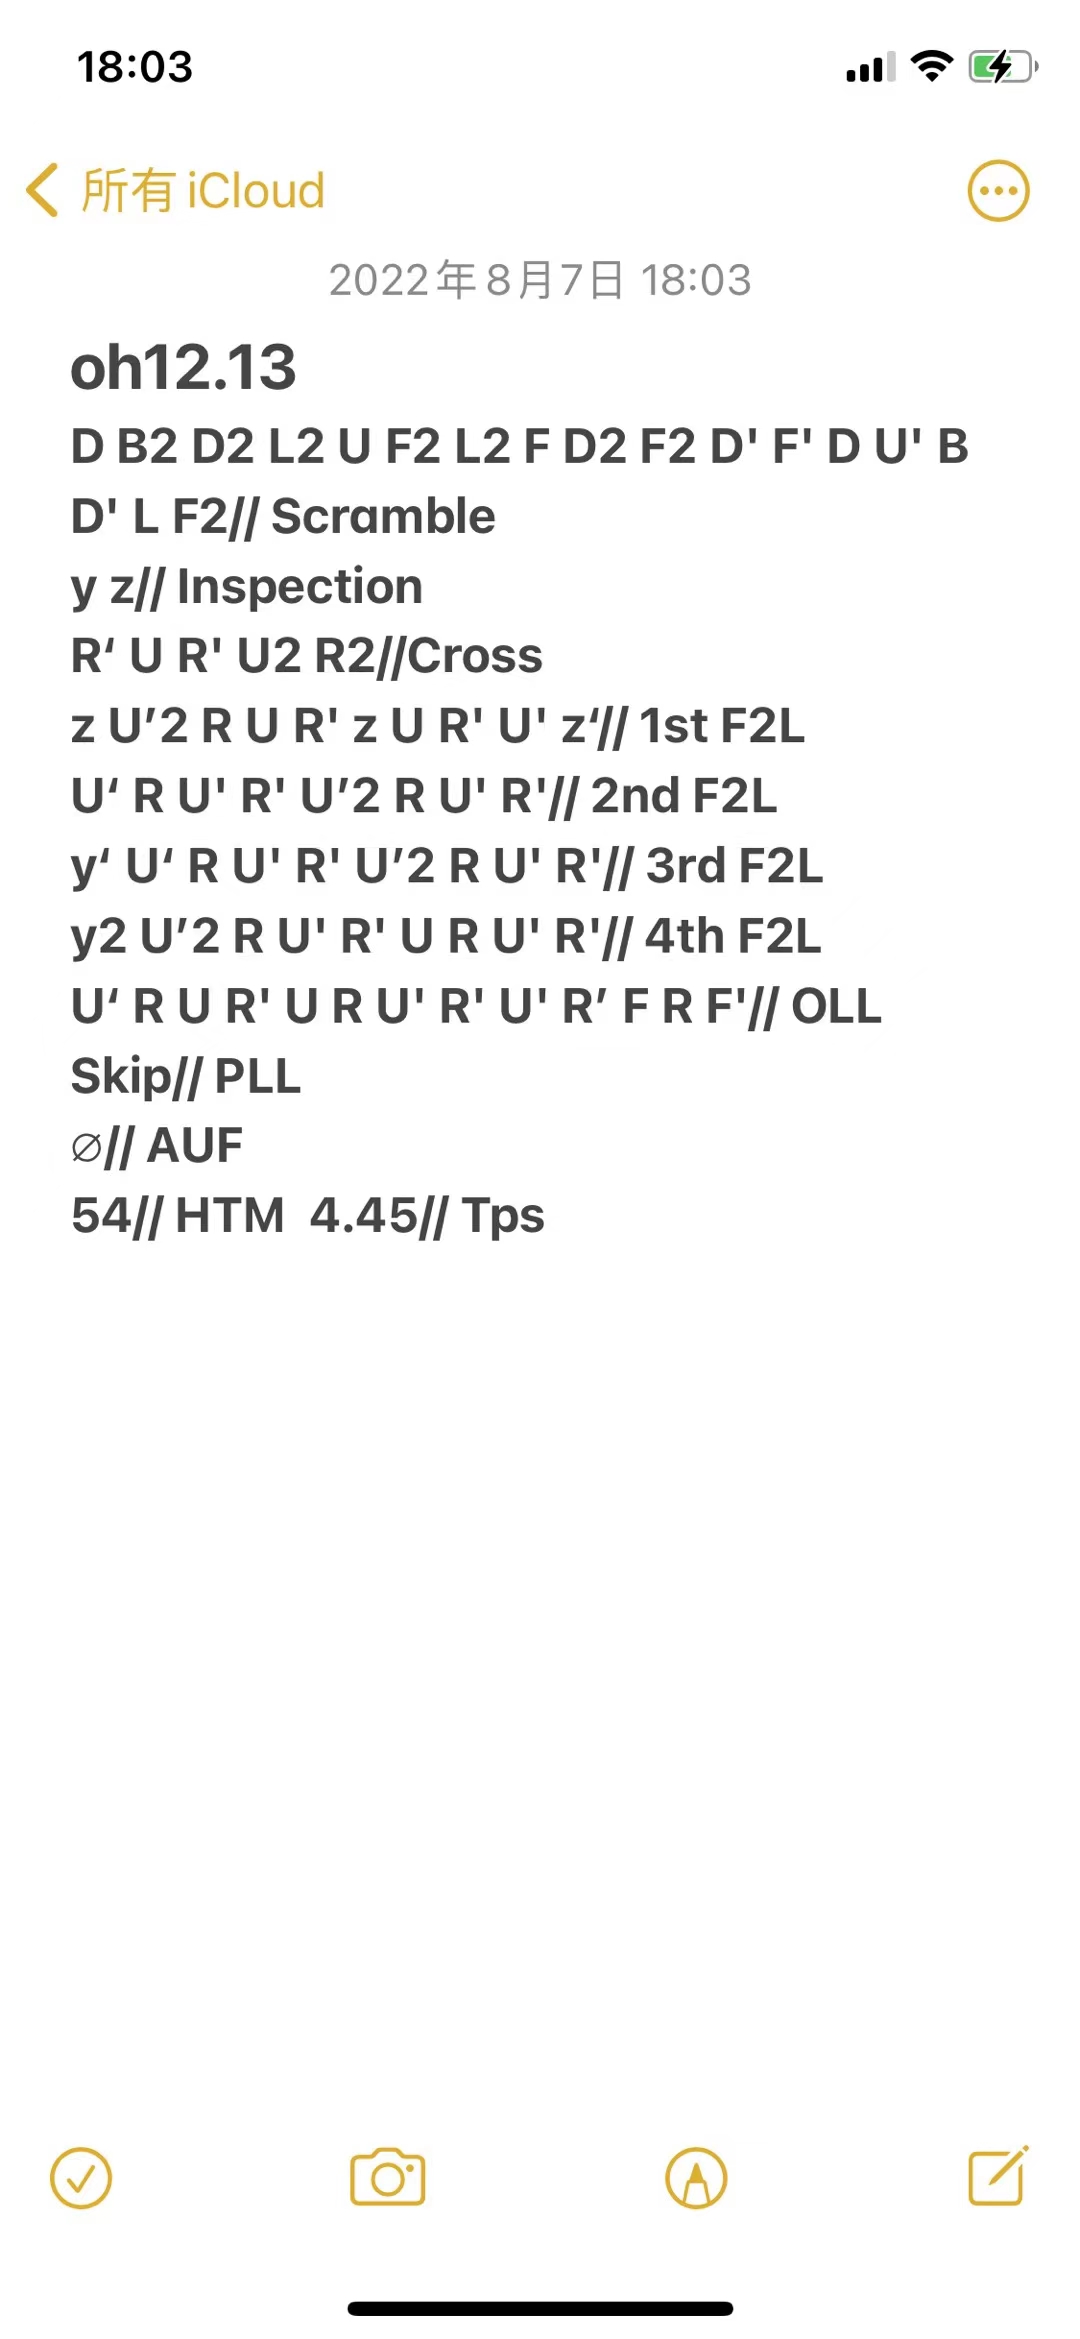 18:03
所有 iCloud
2022年8月7日 18:03
oh12.13
D B2 D2 L2 U F2 L2 F D2 F2 D' F' D U' B
D' L F2// Scramble
y z// Inspection
R‘ U R' U2 R2//Cross
z U’2 R U R' z U R' U' z‘// 1st F2L
U‘ R U' R' U’2 R U' R'// 2nd F2L
y‘ U‘ R U' R' U’2 R U' R'// 3rd F2L
y2 U’2 R U' R' U R U' R'// 4th F2L
U‘ R U R' U R U' R' U' R’ F R F'// OLL
Skip// PLL
∅// AUF
54// HTM  4.45// Tps